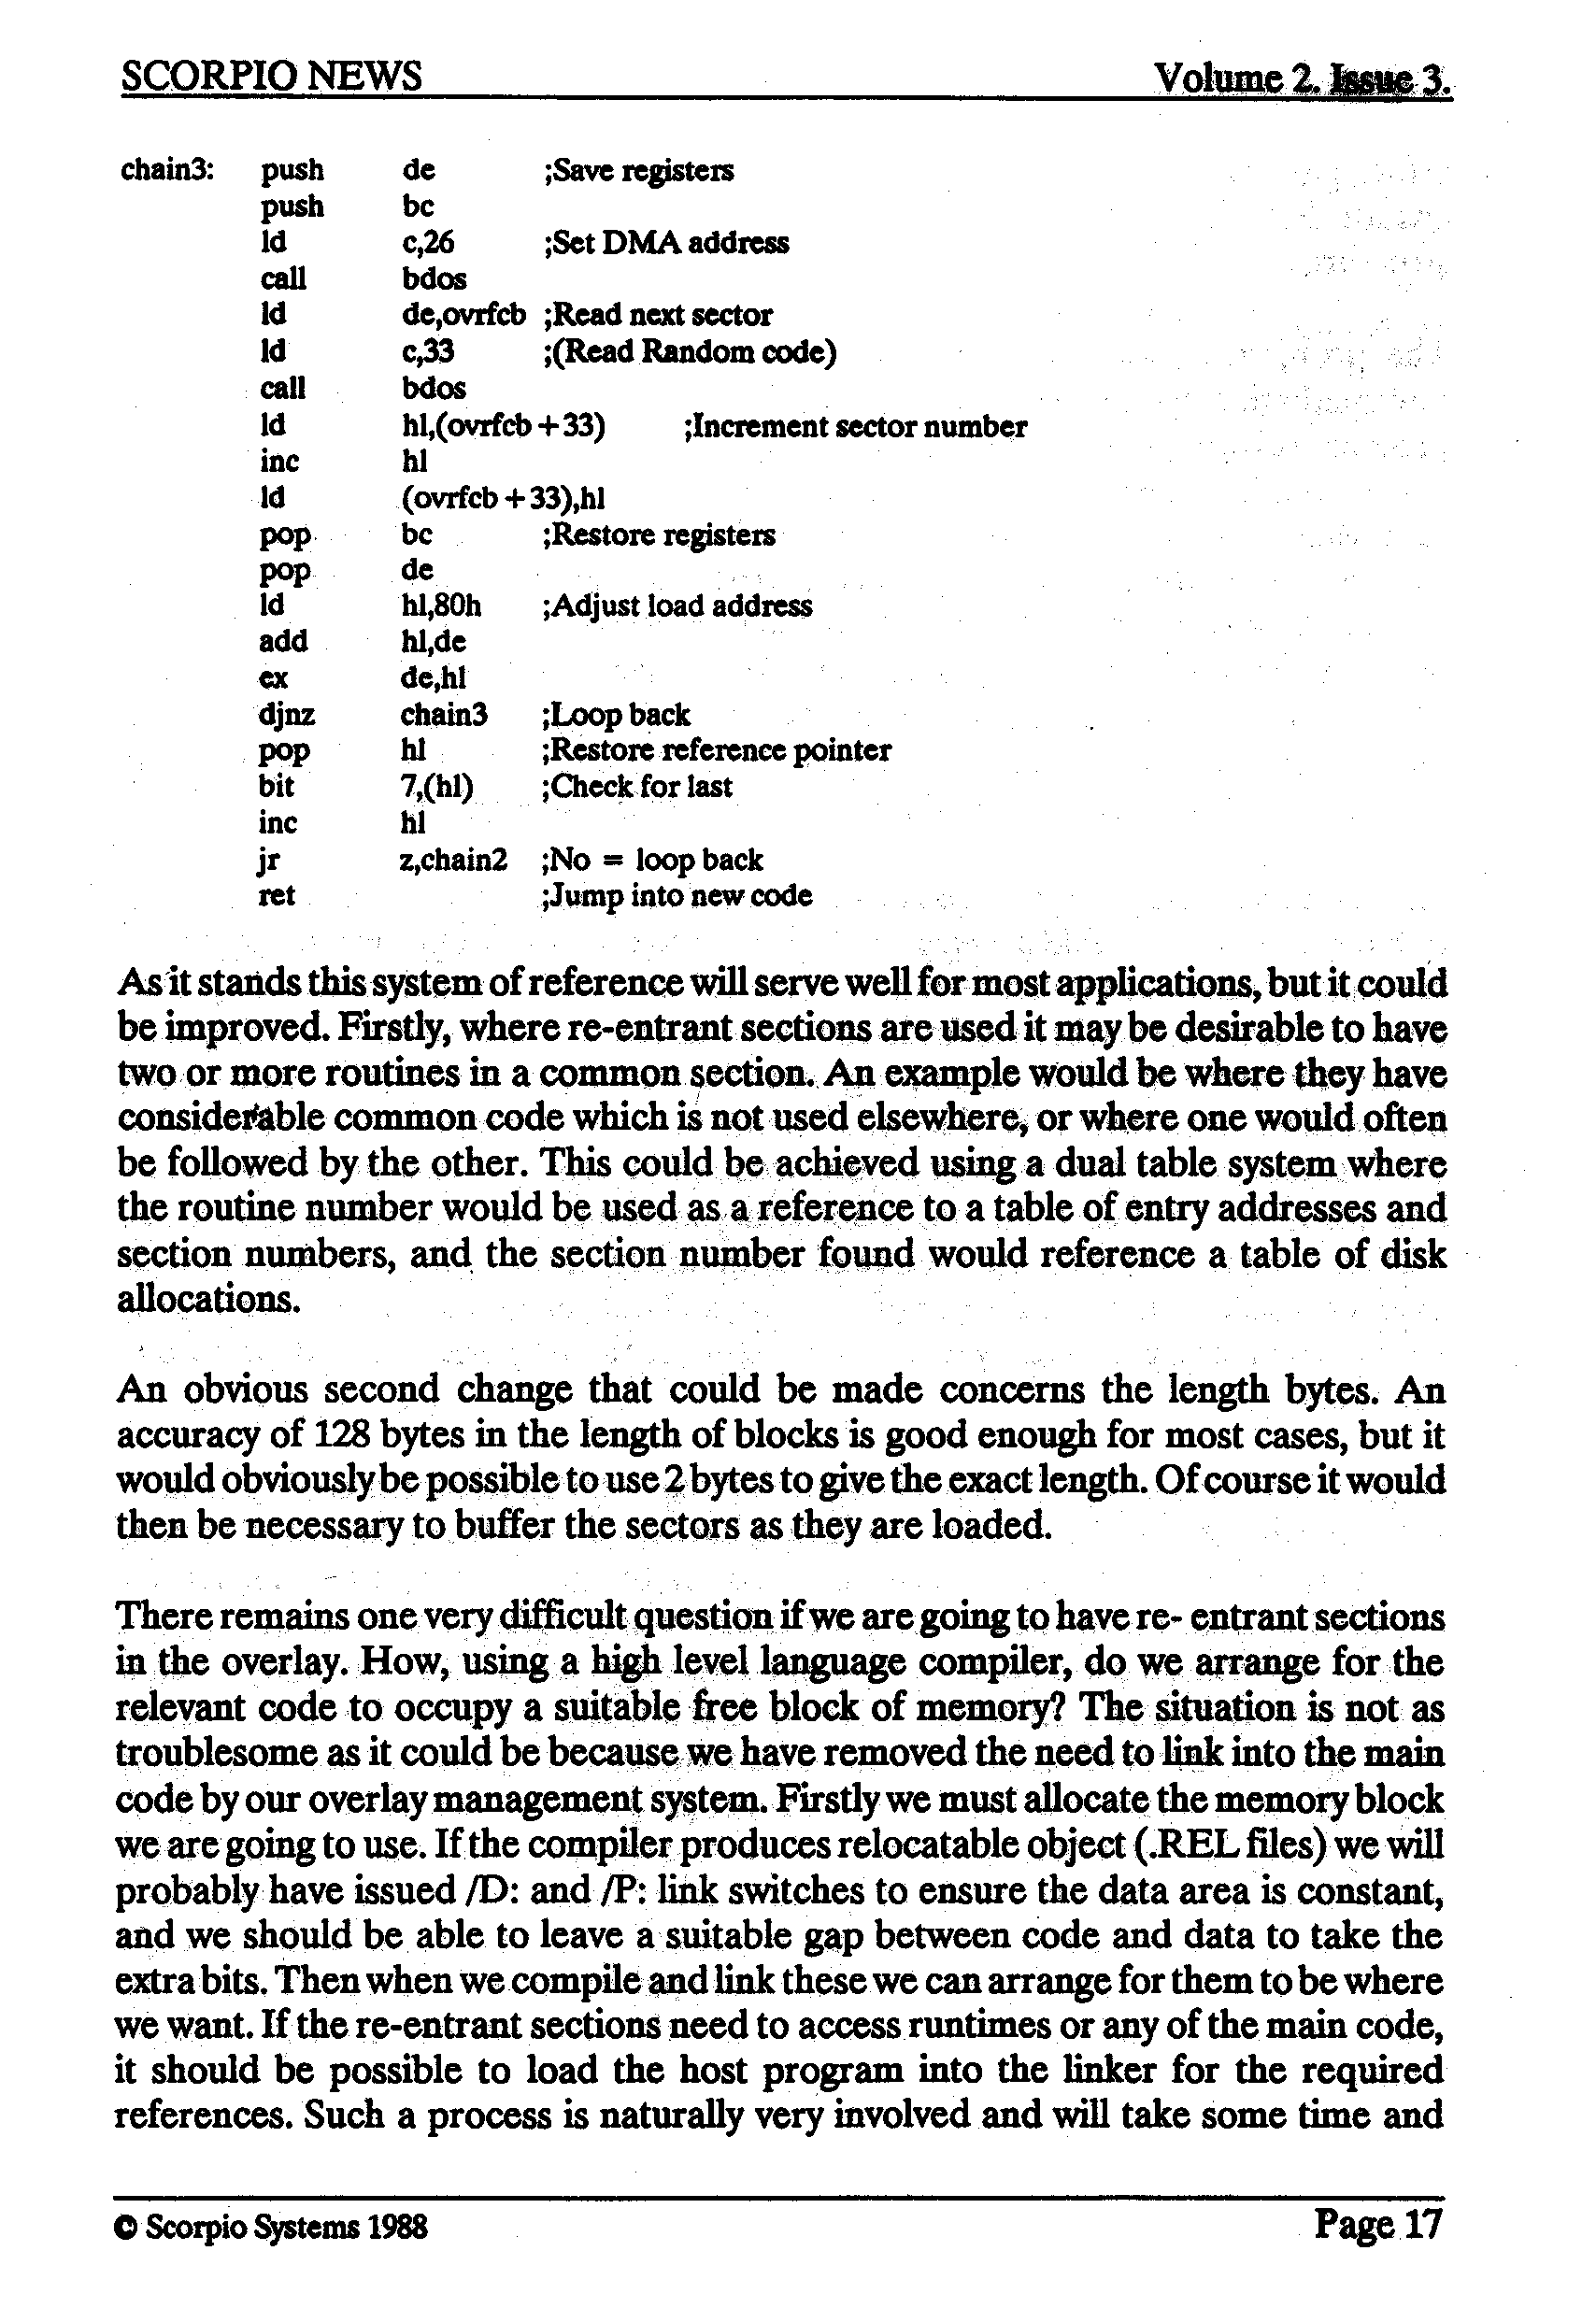 SCORPIO NEWS Volume 2. Issue 3.
chain3: push de ;Save registers
push bc
ld c,26 ;Set DMA address
call bdos
ld de,ovrfcb ;Read next sector
ld c,33 ;(Read Random code)
call bdos
ld hl,(ovrfcb+33) ;Increment sector number
inc hl
ld (ovrfcb+33),hl
pop bc ;Restore registers
pop de
ld hl,80h ;Adjust load address
add hl,de
ex de,hl
djnz chain3 ;Loop back
pop hl ;Restore reference pointer
bit 7,(hl) ;Check for last
inc hl
jr z,chain2 ;No = loop back
ret ;Jump into new code
As it stands this system of reference will serve well for most applications, but it could
be improved. Firstly, where re-entrant sections are used it may be desirable to have
two or more routines in a common section. An example would be where they have
considerable common code which is not used elsewhere, or where one would often
be followed by the other. This could be achieved using a dual table system where
the routine number would be used as a reference to a table of entry addresses and
section numbers, and the section number found would reference a table of disk
allocations.
An obvious second change that could be made concerns the length bytes. An
accuracy of 128 bytes in the length of blocks is good enough for most cases, but it
would obviously be possible to use 2 bytes to give the exact length. Of course it would
then be necessary to buffer the sectors as they are loaded.
There remains one very difficult question if we are going to have re- entrant sections
in the overlay. How, using a high level language compiler, do we arrange for the
relevant code to occupy a suitable free block of memory? The situation is not as
troublesome as it could be because we have removed the need to link into the main
code by our overlay management system. Firstly we must allocate the memory block
we are going to use. If the compiler produces relocatable object (.REL files) we will
probably have issued /D: and /P: link switches to ensure the data area is constant,
and we should be able to leave a suitable gap between code and data to take the
extra bits. Then when we compile and link these we can arrange for them to be where
we want. If the re-entrant sections need to access runtimes or any of the main code,
it should be possible to load the host program into the linker for the required
references. Such a process is naturally very involved and will take some time and
© Scorpio Systems 1988 Page 17